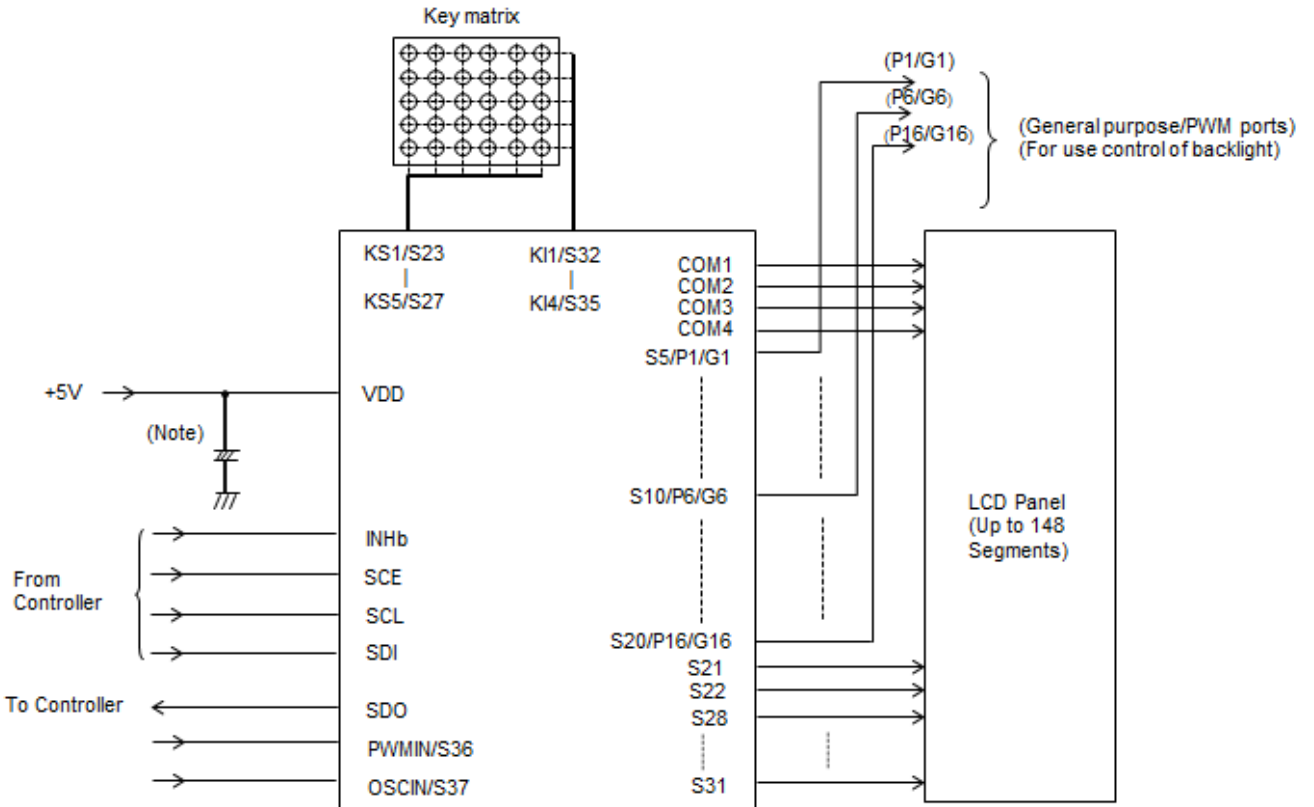 Key matrix
(P1/G1)
(P6/G6)
(P16/G16)
(General purpose/PWM ports)
(For use control of backlight)
KS1/S23
|
KS5/S27
KI1/S32
|
KI4/S35
COM1
COM2
COM3
COM4
S5/P1/G1
+5V
VDD
(Note)
S10/P6/G6
LCD Panel
(Up to 148
Segments)
From
Controller
INHb
SCE
SCL
SDI
S20/P16/G16
S21
S22
S28
S31
To Controller
SDO
PWMIN/S36
OSCIN/S37